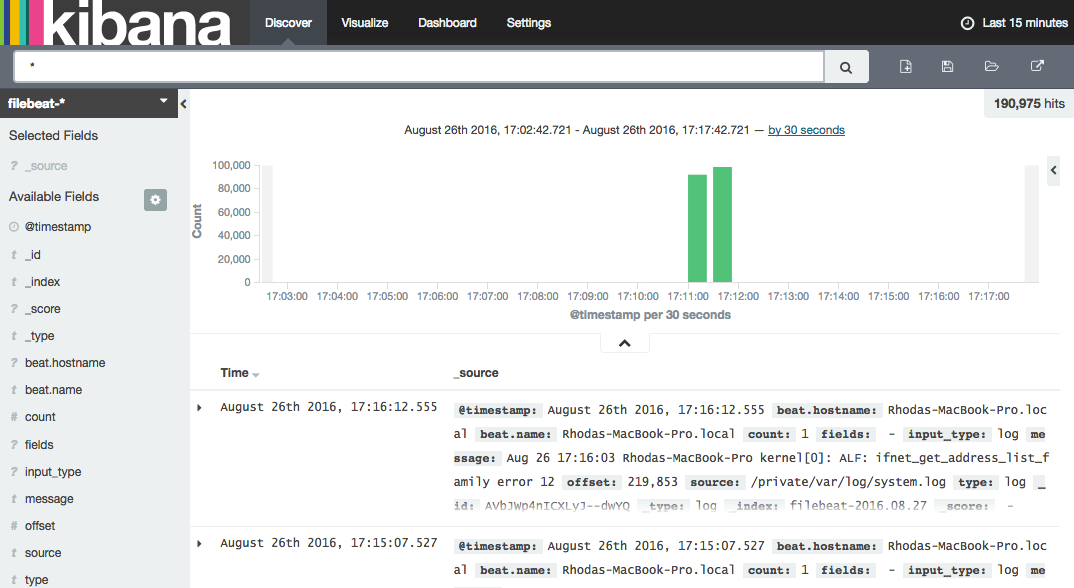 kibana Discover Visualize Dashboard Settings Last 15 minutes
*
filebeat-*
190,975 hits
Selected Fields
? _source
Available Fields
@timestamp
t _id
t _index
? _score
t _type
? beat.hostname
t beat.name
# count
? fields
? input_type
t message
# offset
t source
t type
August 26th 2016, 17:02:42.721 - August 26th 2016, 17:17:42.721 — by 30 seconds
Count
100,000
80,000
60,000
40,000
20,000
0
17:03:00 17:04:00 17:05:00 17:06:00 17:07:00 17:08:00 17:09:00 17:10:00 17:11:00 17:12:00 17:13:00 17:14:00 17:15:00 17:16:00 17:17:00
@timestamp per 30 seconds
Time _source
August 26th 2016, 17:16:12.555 @timestamp: August 26th 2016, 17:16:12.555 beat.hostname: Rhodas-MacBook-Pro.loc
al beat.name: Rhodas-MacBook-Pro.local count: 1 fields: - input_type: log me
ssage: Aug 26 17:16:03 Rhodas-MacBook-Pro kernel[0]: ALF: ifnet_get_address_list_f
amily error 12 offset: 219,853 source: /private/var/log/system.log type: log _
id: AVbJWp4nICXLyJ--dwYQ _type: log _index: filebeat-2016.08.27 _score: -
August 26th 2016, 17:15:07.527 @timestamp: August 26th 2016, 17:15:07.527 beat.hostname: Rhodas-MacBook-Pro.loc
al beat.name: Rhodas-MacBook-Pro.local count: 1 fields: - input_type: log me